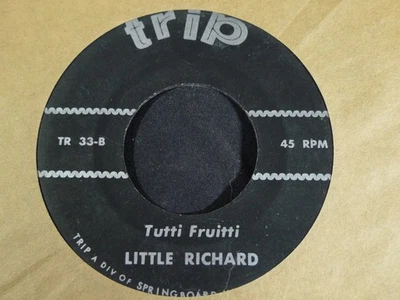 trip
TR 33-B
45 RPM
Tutti Fruitti
LITTLE RICHARD
TRIP A DIV OF SPRINGBOARD